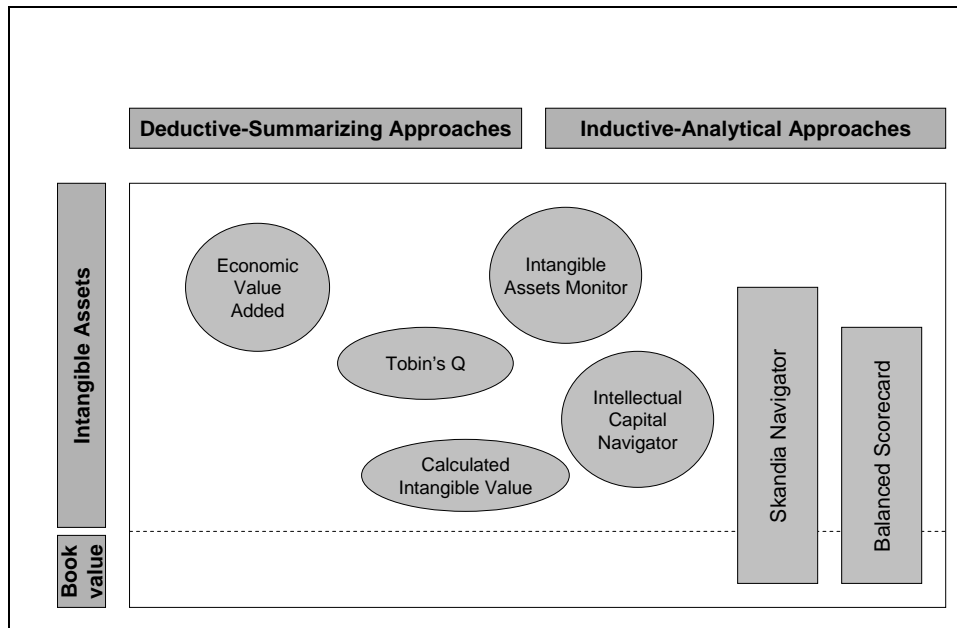 Deductive-Summarizing Approaches
Inductive-Analytical Approaches
Intangible Assets
Book
value
Economic
Value
Added
Intangible
Assets Monitor
Tobin's Q
Intellectual
Capital
Navigator
Calculated
Intangible Value
Skandia Navigator
Balanced Scorecard